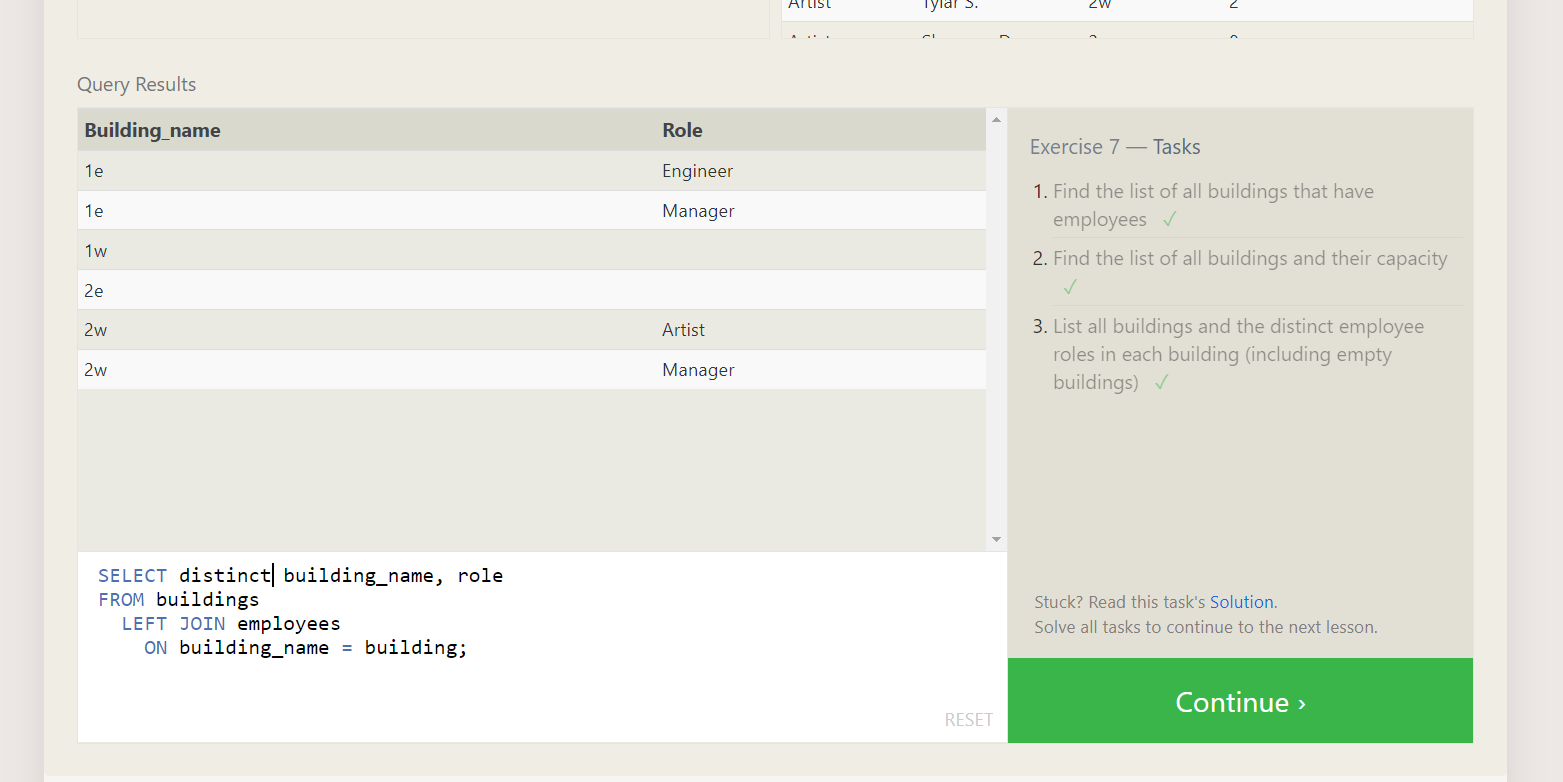 Artist Tylar S. 2w 2
Query Results
Building_name Role
1e Engineer
1e Manager
1w
2e
2w Artist
2w Manager
SELECT distinct building_name, role
FROM buildings
LEFT JOIN employees
ON building_name = building;
RESET
Exercise 7 — Tasks
1. Find the list of all buildings that have
employees ✓
2. Find the list of all buildings and their capacity
✓
3. List all buildings and the distinct employee
roles in each building (including empty
buildings) ✓
Stuck? Read this task's Solution.
Solve all tasks to continue to the next lesson.
Continue ›